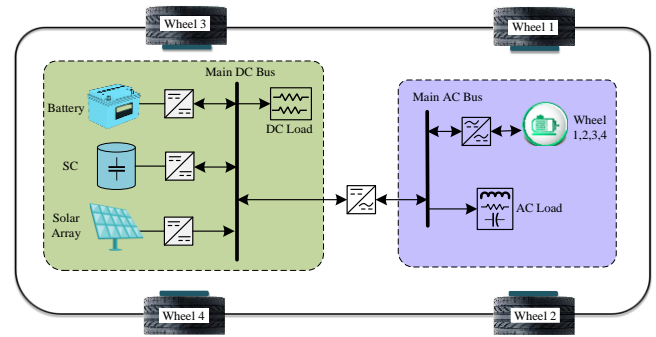 Wheel 3
Wheel 1
Main DC Bus
Battery
DC Load
SC
Solar
Array
Main AC Bus
Wheel
1,2,3,4
AC Load
Wheel 4
Wheel 2